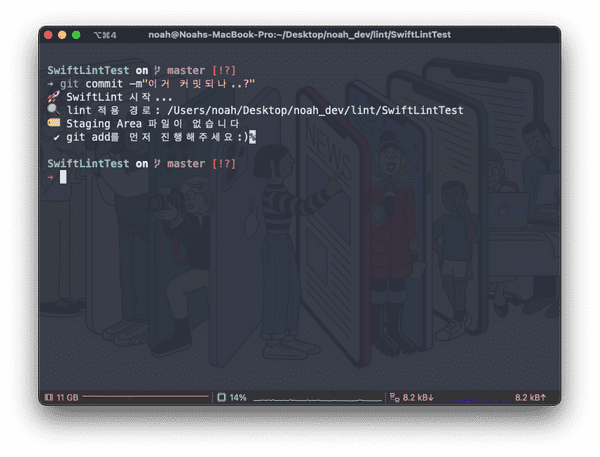 ⌥⌘4 noah@Noahs-MacBook-Pro:~/Desktop/noah_dev/lint/SwiftLintTest
SwiftLintTest on master [!?]
→ git commit -m"이거 커밋되나..?"
🚀 SwiftLint 시작...
🔍 lint 적용 경로: /Users/noah/Desktop/noah_dev/lint/SwiftLintTest
🎫 Staging Area 파일이 없습니다
✔ git add를 먼저 진행해주세요:)%
SwiftLintTest on master [!?]
→
11 GB 14% 8.2 kB↓ 8.2 kB↑